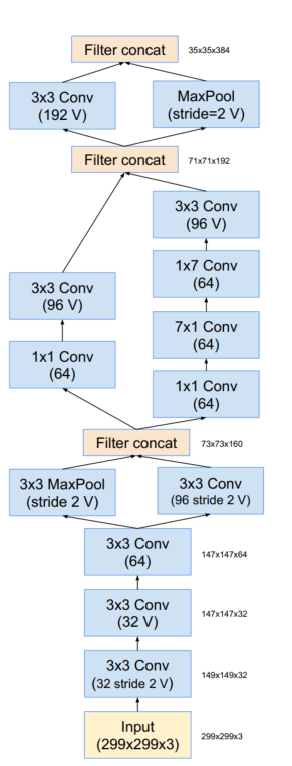 Filter concat
35x35x384
3x3 Conv
(192 V)
MaxPool
(stride=2 V)
Filter concat
71x71x192
3x3 Conv
(96 V)
1x7 Conv
(64)
3x3 Conv
(96 V)
7x1 Conv
(64)
1x1 Conv
(64)
1x1 Conv
(64)
Filter concat
73x73x160
3x3 MaxPool
(stride 2 V)
3x3 Conv
(96 stride 2 V)
3x3 Conv
(64)
147x147x64
3x3 Conv
(32 V)
147x147x32
3x3 Conv
(32 stride 2 V)
149x149x32
Input
(299x299x3)
299x299x3